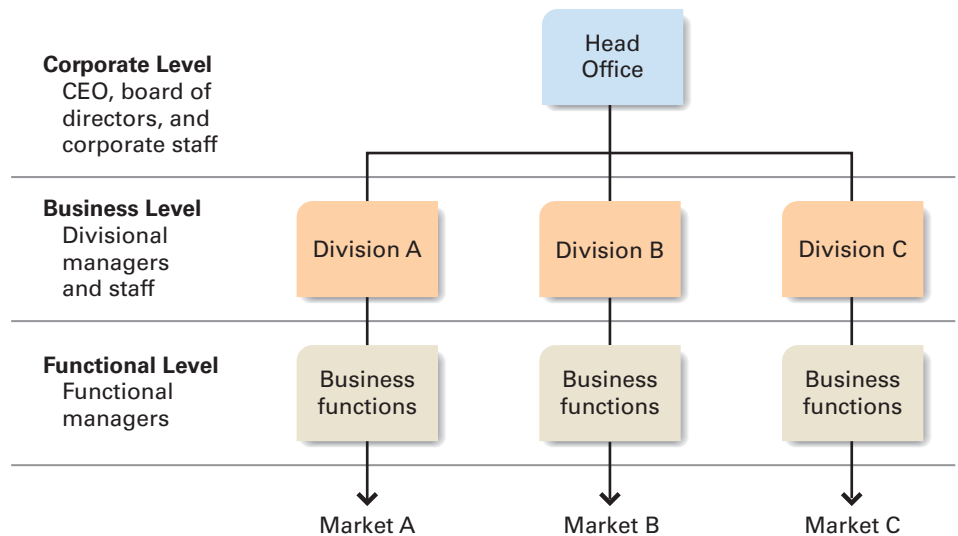 Head
Office
Corporate Level
CEO, board of
directors, and
corporate staff
Business Level
Divisional
managers
and staff
Division A
Division B
Division C
Functional Level
Functional
managers
Business
functions
Business
functions
Business
functions
Market A
Market B
Market C